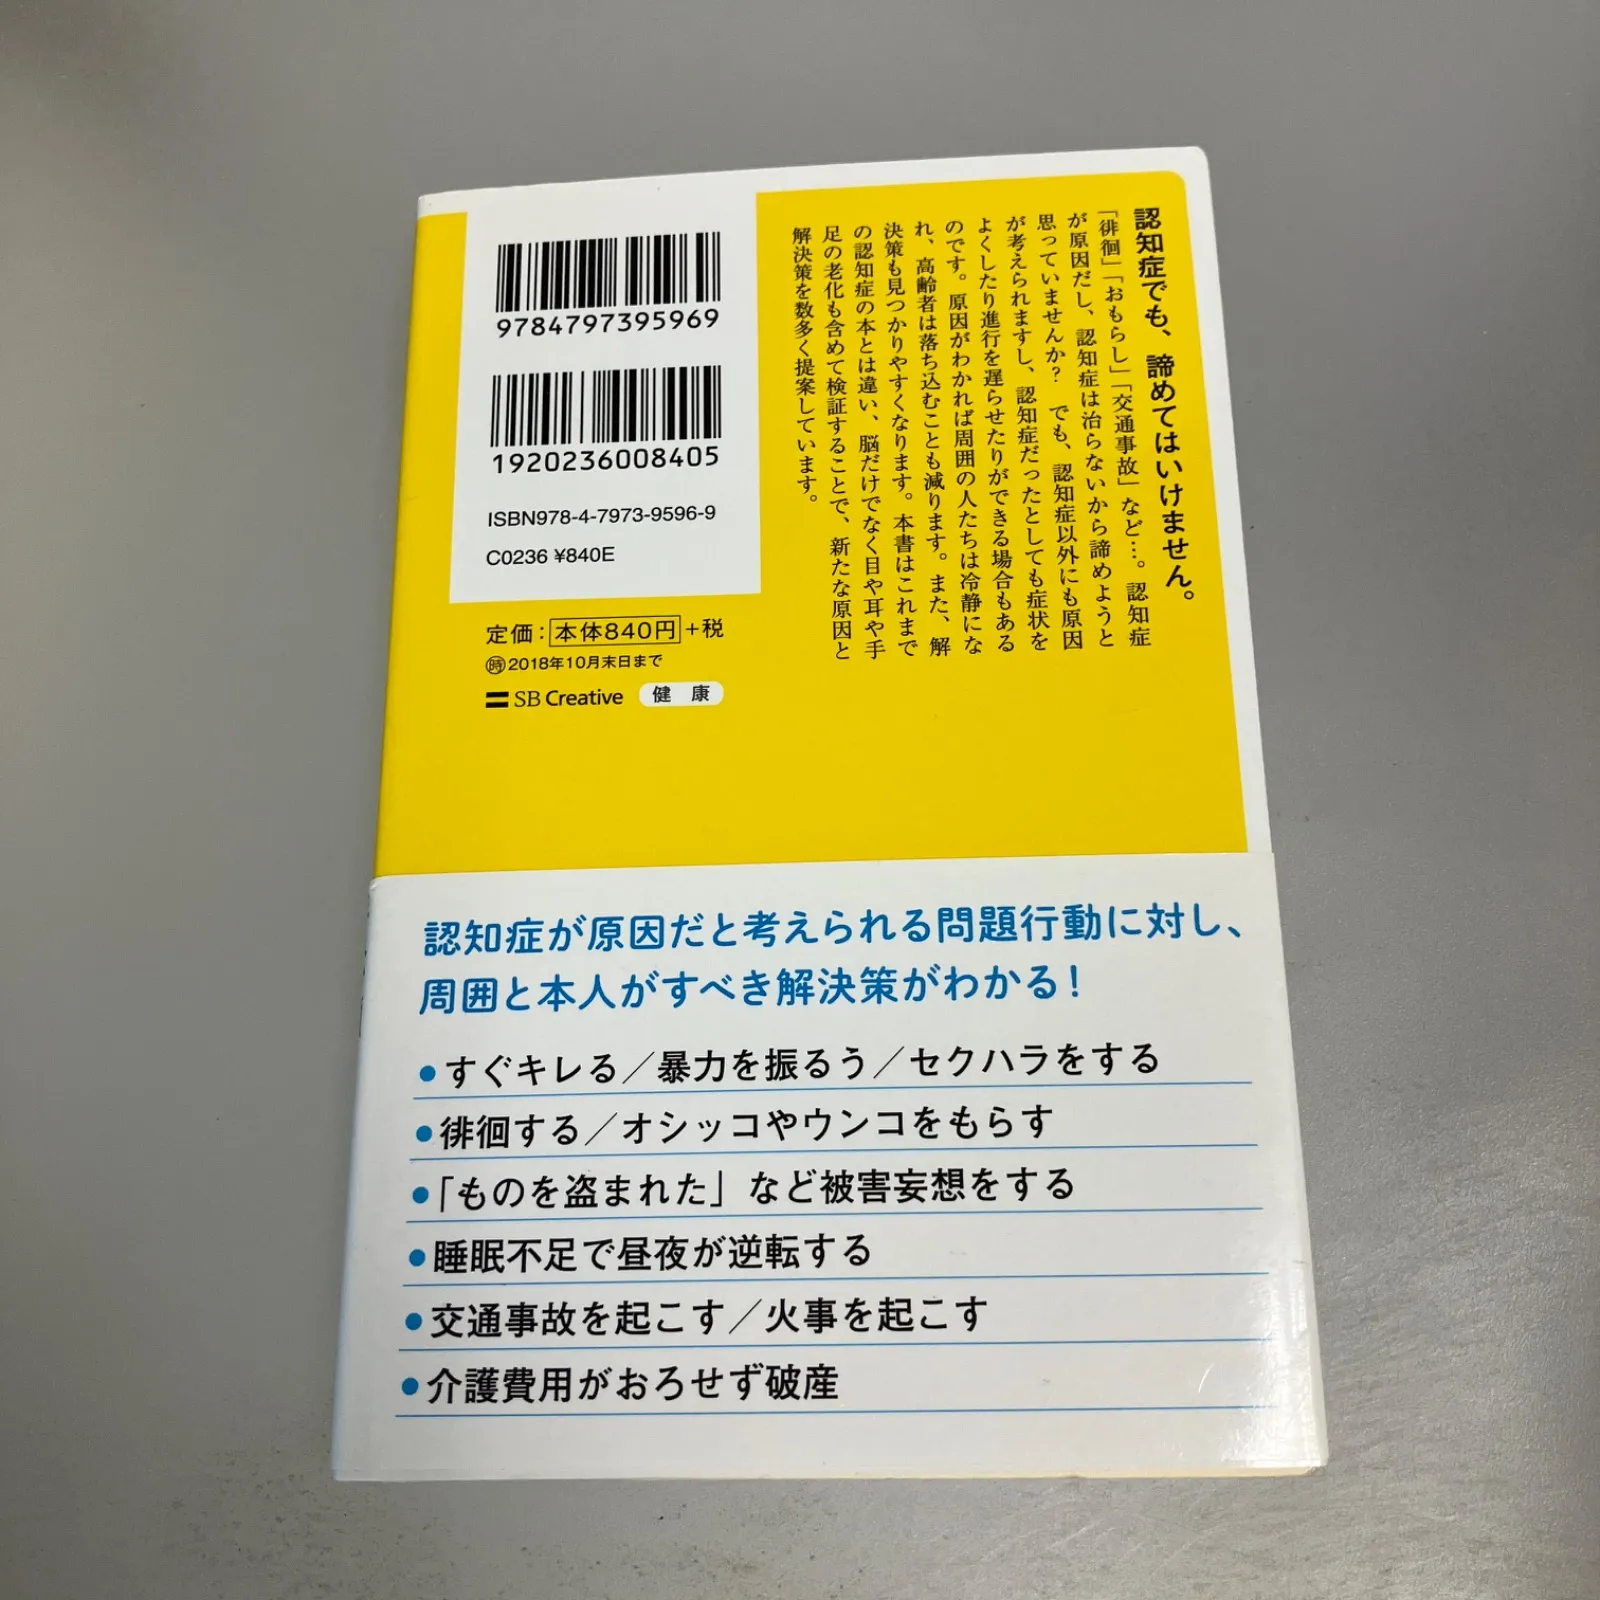 認知症でも、諦めてはいけません。
「徘徊」「おもらし」「交通事故」など…。認知症
が原因だし、認知症は治らないから諦めようと
思っていませんか？　でも、認知症以外にも原因
が考えられますし、認知症だったとしても症状を
よくしたり進行を遅らせたりができる場合もある
のです。原因がわかれば周囲の人たちは冷静にな
れ、高齢者は落ち込むことも減ります。また、解
決策も見つかりやすくなります。本書はこれまで
の認知症の本とは違い、脳だけでなく目や耳や手
足の老化も含めて検証することで、新たな原因と
解決策を数多く提案しています。
9784797395969
1920236008405
ISBN978-4-7973-9596-9
C0236 ¥840E
定価：本体840円+税
時2018年10月末日まで
SB Creative 健康
認知症が原因だと考えられる問題行動に対し、
周囲と本人がすべき解決策がわかる！
●すぐキレる／暴力を振るう／セクハラをする
●徘徊する／オシッコやウンコをもらす
●「ものを盗まれた」など被害妄想をする
●睡眠不足で昼夜が逆転する
●交通事故を起こす／火事を起こす
●介護費用がおろせず破産